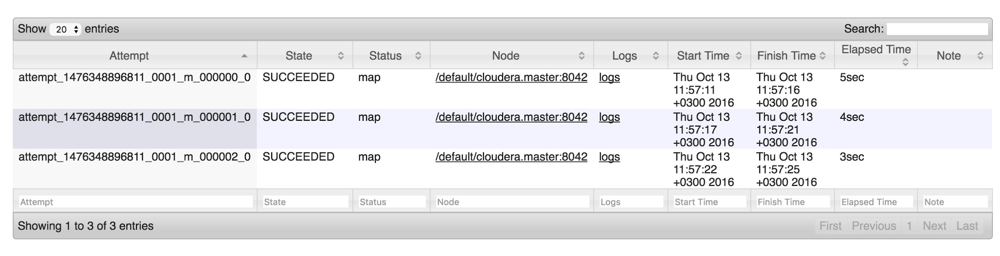 Show 20 entries Search:
Attempt State Status Node Logs Start Time Finish Time Elapsed Time Note
attempt_1476348896811_0001_m_000000_0 SUCCEEDED map /default/cloudera.master:8042 logs Thu Oct 13 Thu Oct 13 5sec
11:57:11 11:57:16
+0300 2016 +0300 2016
attempt_1476348896811_0001_m_000001_0 SUCCEEDED map /default/cloudera.master:8042 logs Thu Oct 13 Thu Oct 13 4sec
11:57:17 11:57:21
+0300 2016 +0300 2016
attempt_1476348896811_0001_m_000002_0 SUCCEEDED map /default/cloudera.master:8042 logs Thu Oct 13 Thu Oct 13 3sec
11:57:22 11:57:25
+0300 2016 +0300 2016
Attempt State Status Node Logs Start Time Finish Time Elapsed Time Note
Showing 1 to 3 of 3 entries First Previous 1 Next Last